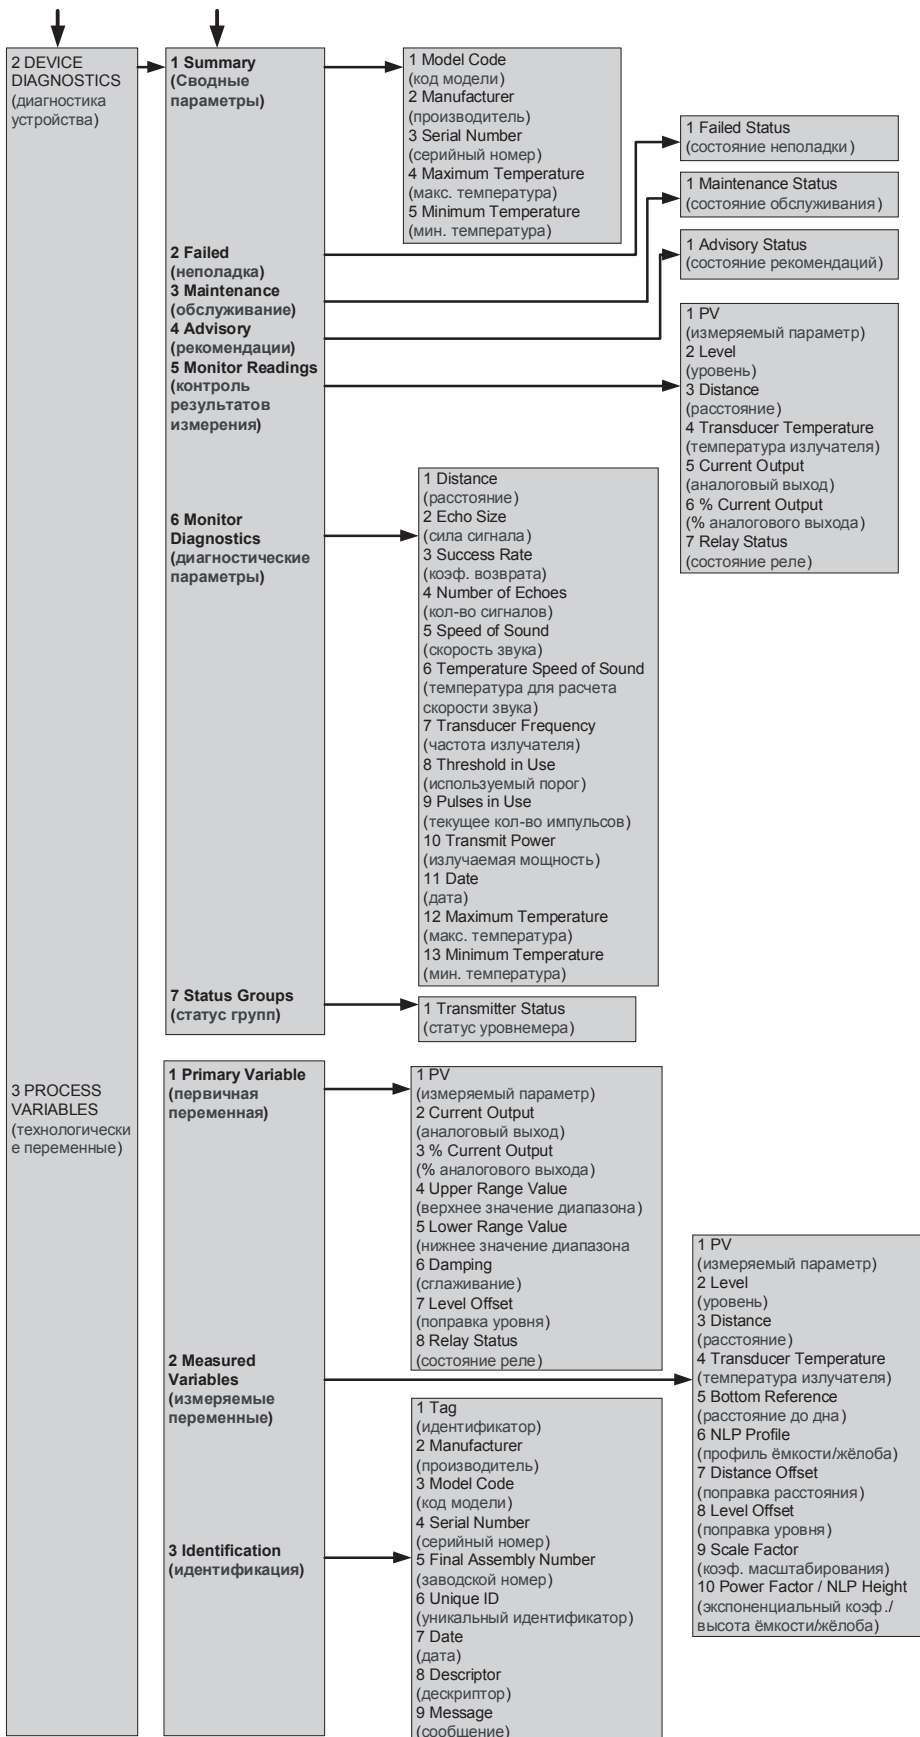 2 DEVICE
DIAGNOSTICS
(диагностика
устройства)
1 Summary
(Сводные
параметры)
1 Model Code
(код модели)
2 Manufacturer
(производитель)
3 Serial Number
(серийный номер)
4 Maximum Temperature
(макс. температура)
5 Minimum Temperature
(мин. температура)
1 Failed Status
(состояние неполадки)
1 Maintenance Status
(состояние обслуживания)
1 Advisory Status
(состояние рекомендаций)
2 Failed
(неполадка)
3 Maintenance
(обслуживание)
4 Advisory
(рекомендации)
5 Monitor Readings
(контроль
результатов
измерения)
1 PV
(измеряемый параметр)
2 Level
(уровень)
3 Distance
(расстояние)
4 Transducer Temperature
(температура излучателя)
5 Current Output
(аналоговый выход)
6 % Current Output
(% аналогового выхода)
7 Relay Status
(состояние реле)
6 Monitor
Diagnostics
(диагностические
параметры)
1 Distance
(расстояние)
2 Echo Size
(сила сигнала)
3 Success Rate
(коэф. возврата)
4 Number of Echoes
(кол-во сигналов)
5 Speed of Sound
(скорость звука)
6 Temperature Speed of Sound
(температура для расчета
скорости звука)
7 Transducer Frequency
(частота излучателя)
8 Threshold in Use
(используемый порог)
9 Pulses in Use
(текущее кол-во импульсов)
10 Transmit Power
(излучаемая мощность)
11 Date
(дата)
12 Maximum Temperature
(макс. температура)
13 Minimum Temperature
(мин. температура)
7 Status Groups
(статус групп)
1 Transmitter Status
(статус уровнемера)
3 PROCESS
VARIABLES
(технологически
е переменные)
1 Primary Variable
(первичная
переменная)
1 PV
(измеряемый параметр)
2 Current Output
(аналоговый выход)
3 % Current Output
(% аналогового выхода)
4 Upper Range Value
(верхнее значение диапазона)
5 Lower Range Value
(нижнее значение диапазона
6 Damping
(сглаживание)
7 Level Offset
(поправка уровня)
8 Relay Status
(состояние реле)
2 Measured
Variables
(измеряемые
переменные)
1 PV
(измеряемый параметр)
2 Level
(уровень)
3 Distance
(расстояние)
4 Transducer Temperature
(температура излучателя)
5 Bottom Reference
(расстояние до дна)
6 NLP Profile
(профиль ёмкости/жёлоба)
7 Distance Offset
(поправка расстояния)
8 Level Offset
(поправка уровня)
9 Scale Factor
(коэф. масштабирования)
10 Power Factor / NLP Height
(экспоненциальный коэф./
высота ёмкости/жёлоба)
3 Identification
(идентификация)
1 Tag
(идентификатор)
2 Manufacturer
(производитель)
3 Model Code
(код модели)
4 Serial Number
(серийный номер)
5 Final Assembly Number
(заводской номер)
6 Unique ID
(уникальный идентификатор)
7 Date
(дата)
8 Descriptor
(дескриптор)
9 Message
(сообщение)